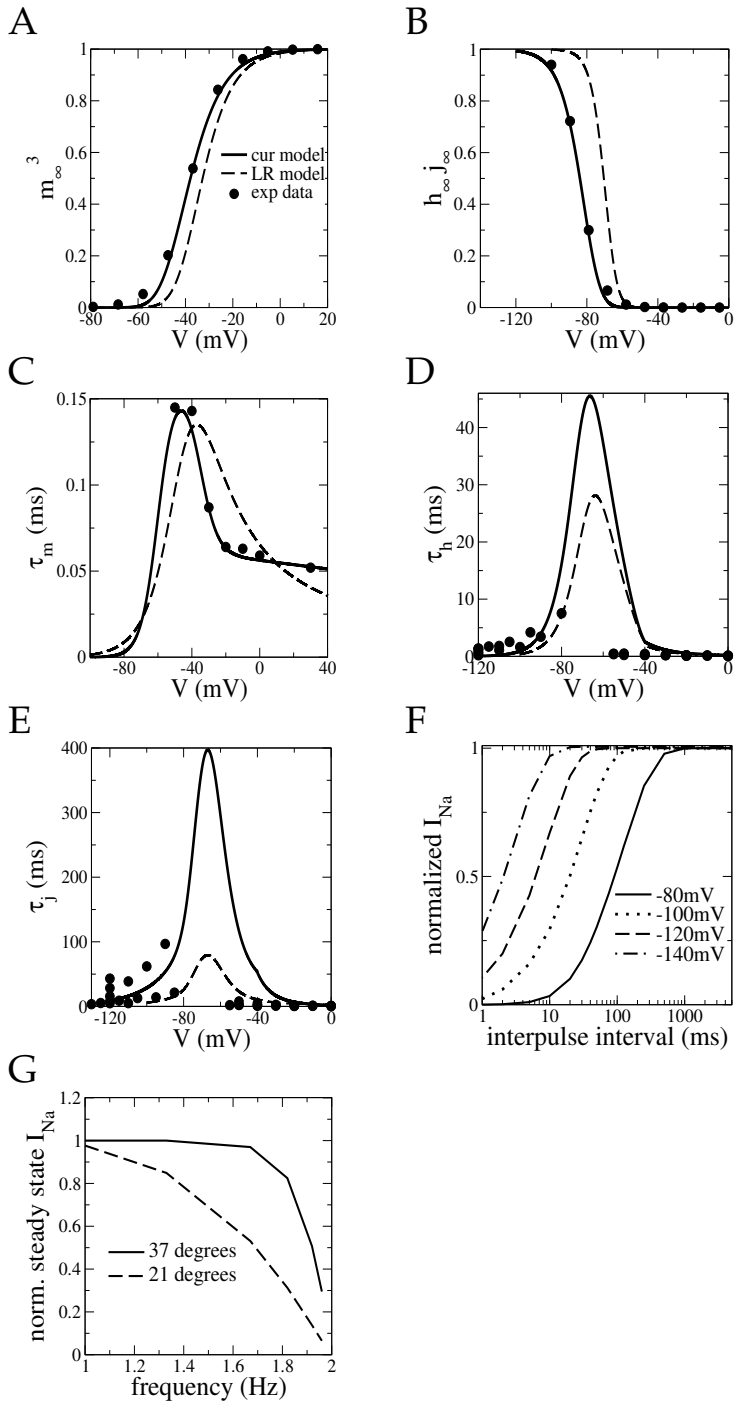 A
1
0.8
0.6
0.4
0.2
0
m∞^3
cur model
LR model
exp data
-80 -60 -40 -20 0 20
V (mV)
B
1
0.8
0.6
0.4
0.2
0
h∞j∞
-120 -80 -40 0
V (mV)
C
0.15
0.1
0.05
0
τm (ms)
-80 -40 0 40
V (mV)
D
40
30
20
10
0
τh (ms)
-120 -80 -40 0
V (mV)
E
400
300
200
100
0
τj (ms)
-120 -80 -40 0
V (mV)
F
1
0.5
0
normalized INa
-80mV
-100mV
-120mV
-140mV
1 10 100 1000
interpulse interval (ms)
G
1.2
1
0.8
0.6
0.4
0.2
0
norm. steady state INa
37 degrees
21 degrees
1 1.2 1.4 1.6 1.8 2
frequency (Hz)